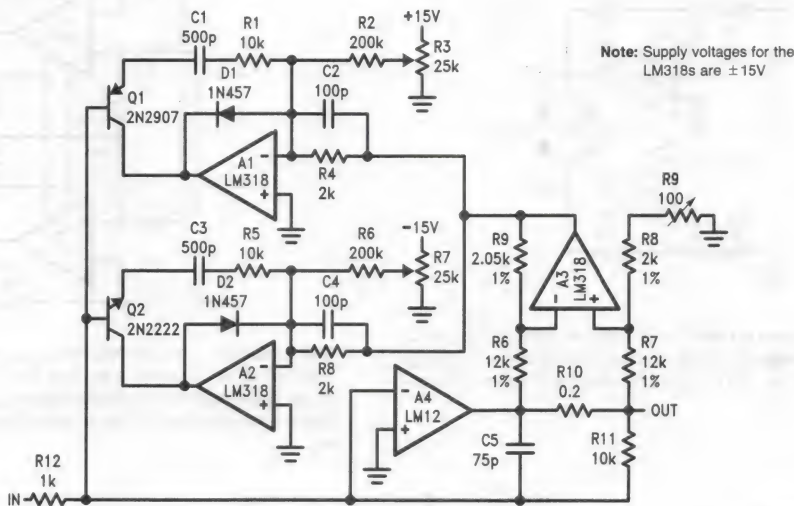 C1
500p
R1
10k
R2
200k
+15V
R3
25k
Note: Supply voltages for the
LM318s are ±15V
D1
1N457
C2
100p
Q1
2N2907
A1
LM318
−
+
R4
2k
C3
500p
R5
10k
R6
200k
−15V
R7
25k
R9
100
R9
2.05k
1%
A3
LM318
−
+
R8
2k
1%
D2
1N457
C4
100p
Q2
2N2222
A2
LM318
−
+
R8
2k
R6
12k
1%
R7
12k
1%
R10
0.2
OUT
A4
LM12
−
+
C5
75p
R11
10k
R12
1k
IN